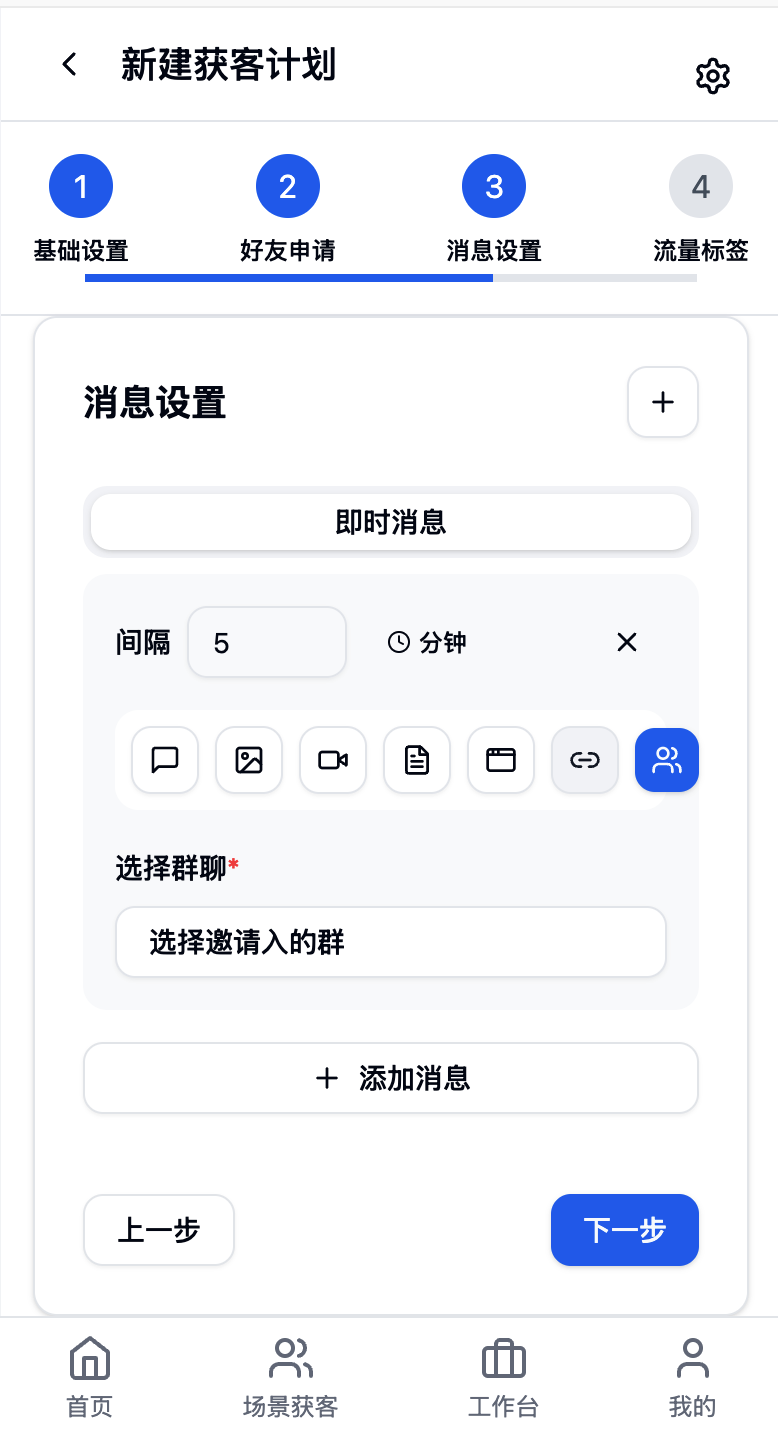 新建获客计划
1 2 3 4
基础设置 好友申请 消息设置 流量标签
消息设置
即时消息
间隔 5 分钟
选择群聊*
选择邀请入的群
添加消息
上一步 下一步
首页 场景获客 工作台 我的